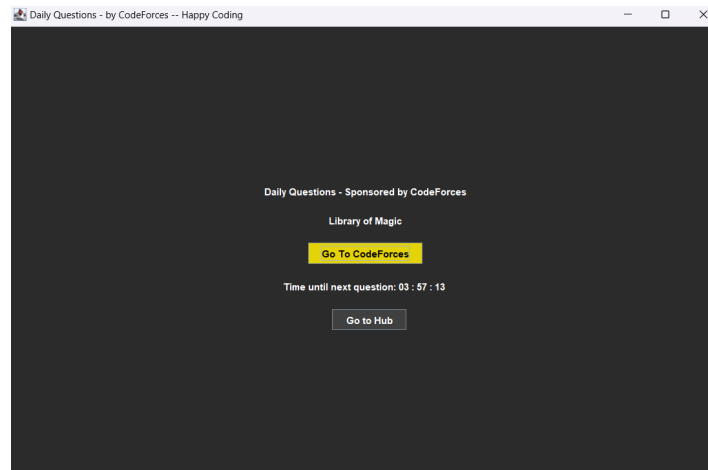 Daily Questions - by CodeForces -- Happy Coding
Daily Questions - Sponsored by CodeForces
Library of Magic
Go To CodeForces
Time until next question: 03 : 57 : 13
Go to Hub